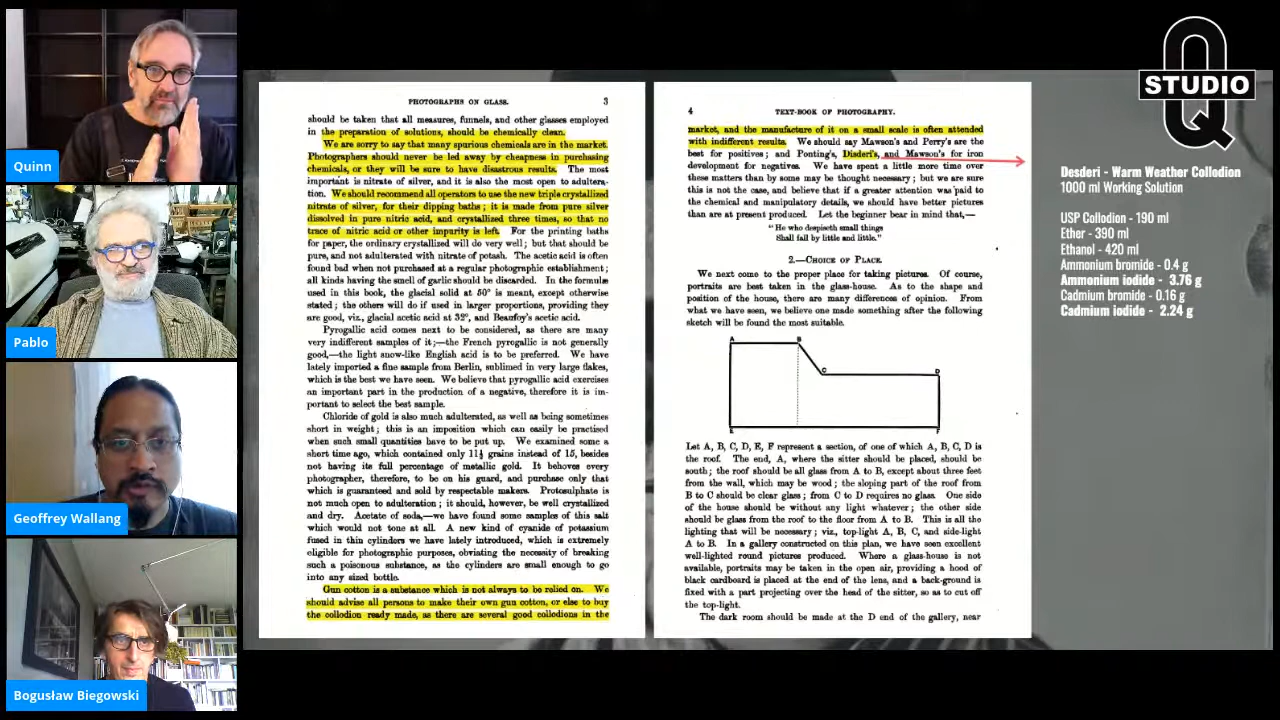 Quinn
Pablo
Geoffrey Wallang
Bogusław Biegowski
PHOTOGRAPHS ON GLASS. 3
should be taken that all measures, funnels, and other glasses employed
in the preparation of solutions, should be chemically clean.
We are sorry to say that many spurious chemicals are in the market.
Photographers should never be led away by cheapness in purchasing
chemicals, or they will be sure to have disastrous results. The most
important is nitrate of silver, and it is also the most open to adultera-
tion. We should recommend all operators to use the new triple crystallized
nitrate of silver, for their dipping baths; it is made from pure silver
dissolved in pure nitric acid, and crystallized three times, so that no
trace of nitric acid or other impurity is left. For the printing baths
for paper, the ordinary crystallized will do very well; but that should be
pure, and not adulterated with nitrate of potash. The acetic acid is often
found bad when not purchased at a regular photographic establishment;
all kinds having the smell of garlic should be discarded. In the formulæ
used in this book, the glacial solid at 50° is meant, except otherwise
stated; the others will do if used in larger proportions, providing they
are good, viz., glacial acetic acid at 32°, and Beaufoy's acetic acid.
Pyrogallic acid comes next to be considered, as there are many
very indifferent samples of it;—the French pyrogallic is not generally
good,—the light snow-like English acid is to be preferred. We have
lately imported a fine sample from Berlin, sublimed in very large flakes,
which is the best we have seen. We believe that pyrogallic acid exercises
an important part in the production of a negative, therefore it is im-
portant to select the best sample.
Chloride of gold is also much adulterated, as well as being sometimes
short in weight; this is an imposition which can easily be practised
when such small quantities have to be put up. We examined some a
short time ago, which contained only 11½ grains instead of 15, besides
not having its full percentage of metallic gold. It behoves every
photographer, therefore, to be on his guard, and purchase only that
which is guaranteed and sold by respectable makers. Protosulphate is
not much open to adulteration; it should, however, be well crystallized
and dry. Acetate of soda,—we have found some samples of this salt
which would not tone at all. A new kind of cyanide of potassium
fused in thin cylinders we have lately introduced, which is extremely
eligible for photographic purposes, obviating the necessity of breaking
such a poisonous substance, as the cylinders are small enough to go
into any sized bottle.
Gun cotton is a substance which is not always to be relied on. We
should advise all persons to make their own gun cotton, or else to buy
the collodion ready made, as there are several good collodions in the
4 TEXT-BOOK OF PHOTOGRAPHY.
market, and the manufacture of it on a small scale is often attended
with indifferent results. We should say Mawson's and Perry's are the
best for positives; and Ponting's, Disderi's, and Mawson's for iron
development for negatives. We have spent a little more time over
these matters than by some may be thought necessary; but we are sure
this is not the case, and believe that if a greater attention was paid to
the chemical and manipulatory details, we should have better pictures
than are at present produced. Let the beginner bear in mind that,—
"He who despiseth small things
Shall fail by little and little."
2.—CHOICE OF PLACE.
We next come to the proper place for taking pictures. Of course,
portraits are best taken in the glass-house. As to the shape and
position of the house, there are many differences of opinion. From
what we have seen, we believe one made something after the following
sketch will be found the most suitable.
A B
C D
E F
Let A, B, C, D, E, F represent a section, of one of which A, B, C, D is
the roof. The end, A, where the sitter should be placed, should be
south; the roof should be all glass from A to B, except about three feet
from the wall, which may be wood; the sloping part of the roof from
B to C should be clear glass; from C to D requires no glass. One side
of the house should be without any light whatever; the other side
should be glass from the roof to the floor from A to B. This is all the
lighting that will be necessary; viz., top-light A, B, C, and side-light
A to B. In a gallery constructed on this plan, we have seen excellent
well-lighted round pictures produced. Where a glass-house is not
available, portraits may be taken in the open air, providing a hood of
black cardboard is placed at the end of the lens, and a back-ground is
fixed with a part projecting over the head of the sitter, so as to cut off
the top-light.
The dark room should be made at the D end of the gallery, near
STUDIO
Q
Desderi - Warm Weather Collodion
1000 ml Working Solution
USP Collodion - 190 ml
Ether - 390 ml
Ethanol - 420 ml
Ammonium bromide - 0.4 g
Ammonium iodide - 3.76 g
Cadmium bromide - 0.16 g
Cadmium iodide - 2.24 g